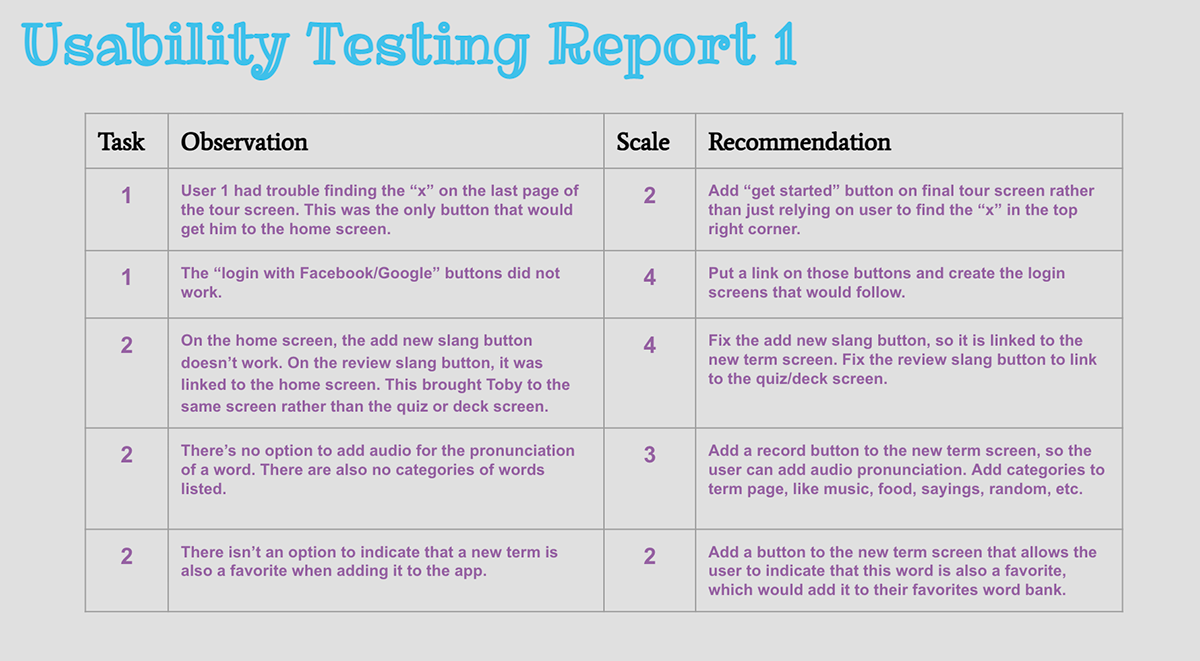 Usability Testing Report 1
Task Observation Scale Recommendation
1
User 1 had trouble finding the “x” on the last page of
the tour screen. This was the only button that would
get him to the home screen.
2
Add “get started” button on final tour screen rather
than just relying on user to find the “x” in the top
right corner.
1
The “login with Facebook/Google” buttons did not
work.
4
Put a link on those buttons and create the login
screens that would follow.
2
On the home screen, the add new slang button
doesn’t work. On the review slang button, it was
linked to the home screen. This brought Toby to the
same screen rather than the quiz or deck screen.
4
Fix the add new slang button, so it is linked to the
new term screen. Fix the review slang button to link
to the quiz/deck screen.
2
There’s no option to add audio for the pronunciation
of a word. There are also no categories of words
listed.
3
Add a record button to the new term screen, so the
user can add audio pronunciation. Add categories to
term page, like music, food, sayings, random, etc.
2
There isn’t an option to indicate that a new term is
also a favorite when adding it to the app.
2
Add a button to the new term screen that allows the
user to indicate that this word is also a favorite,
which would add it to their favorites word bank.